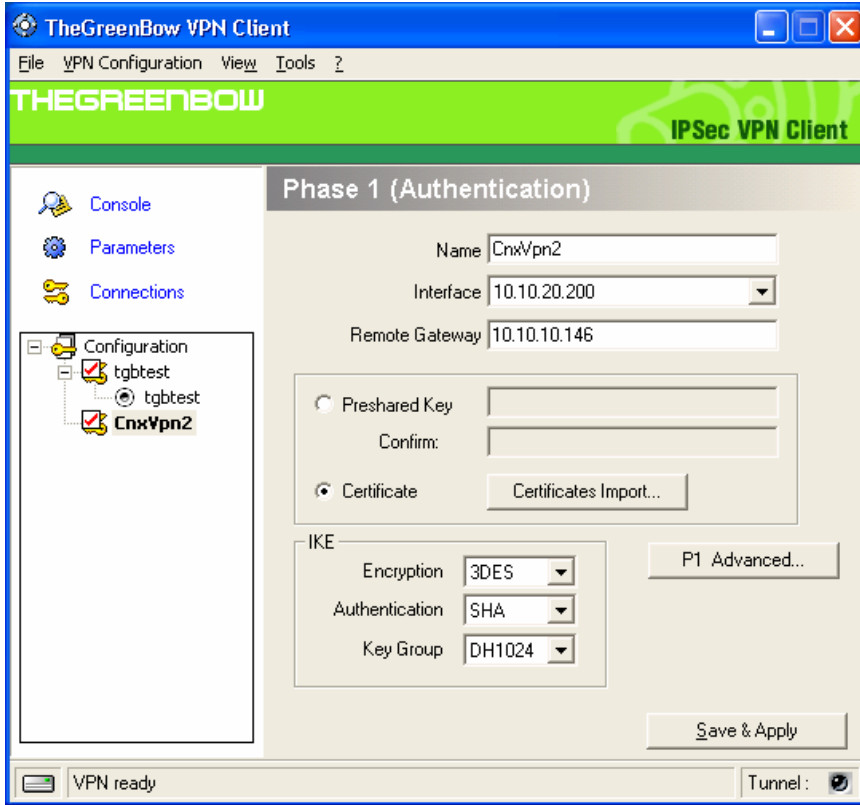 TheGreenBow VPN Client
File VPN Configuration View Tools ?
THEGREENBOW
IPSec VPN Client
Console
Parameters
Connections
Configuration
tgbtest
tgbtest
CnxVpn2
Phase 1 (Authentication)
Name CnxVpn2
Interface 10.10.20.200
Remote Gateway 10.10.10.146
Preshared Key
Confirm:
Certificate Certificates Import...
IKE
Encryption 3DES
Authentication SHA
Key Group DH1024
P1 Advanced...
Save & Apply
VPN ready Tunnel :